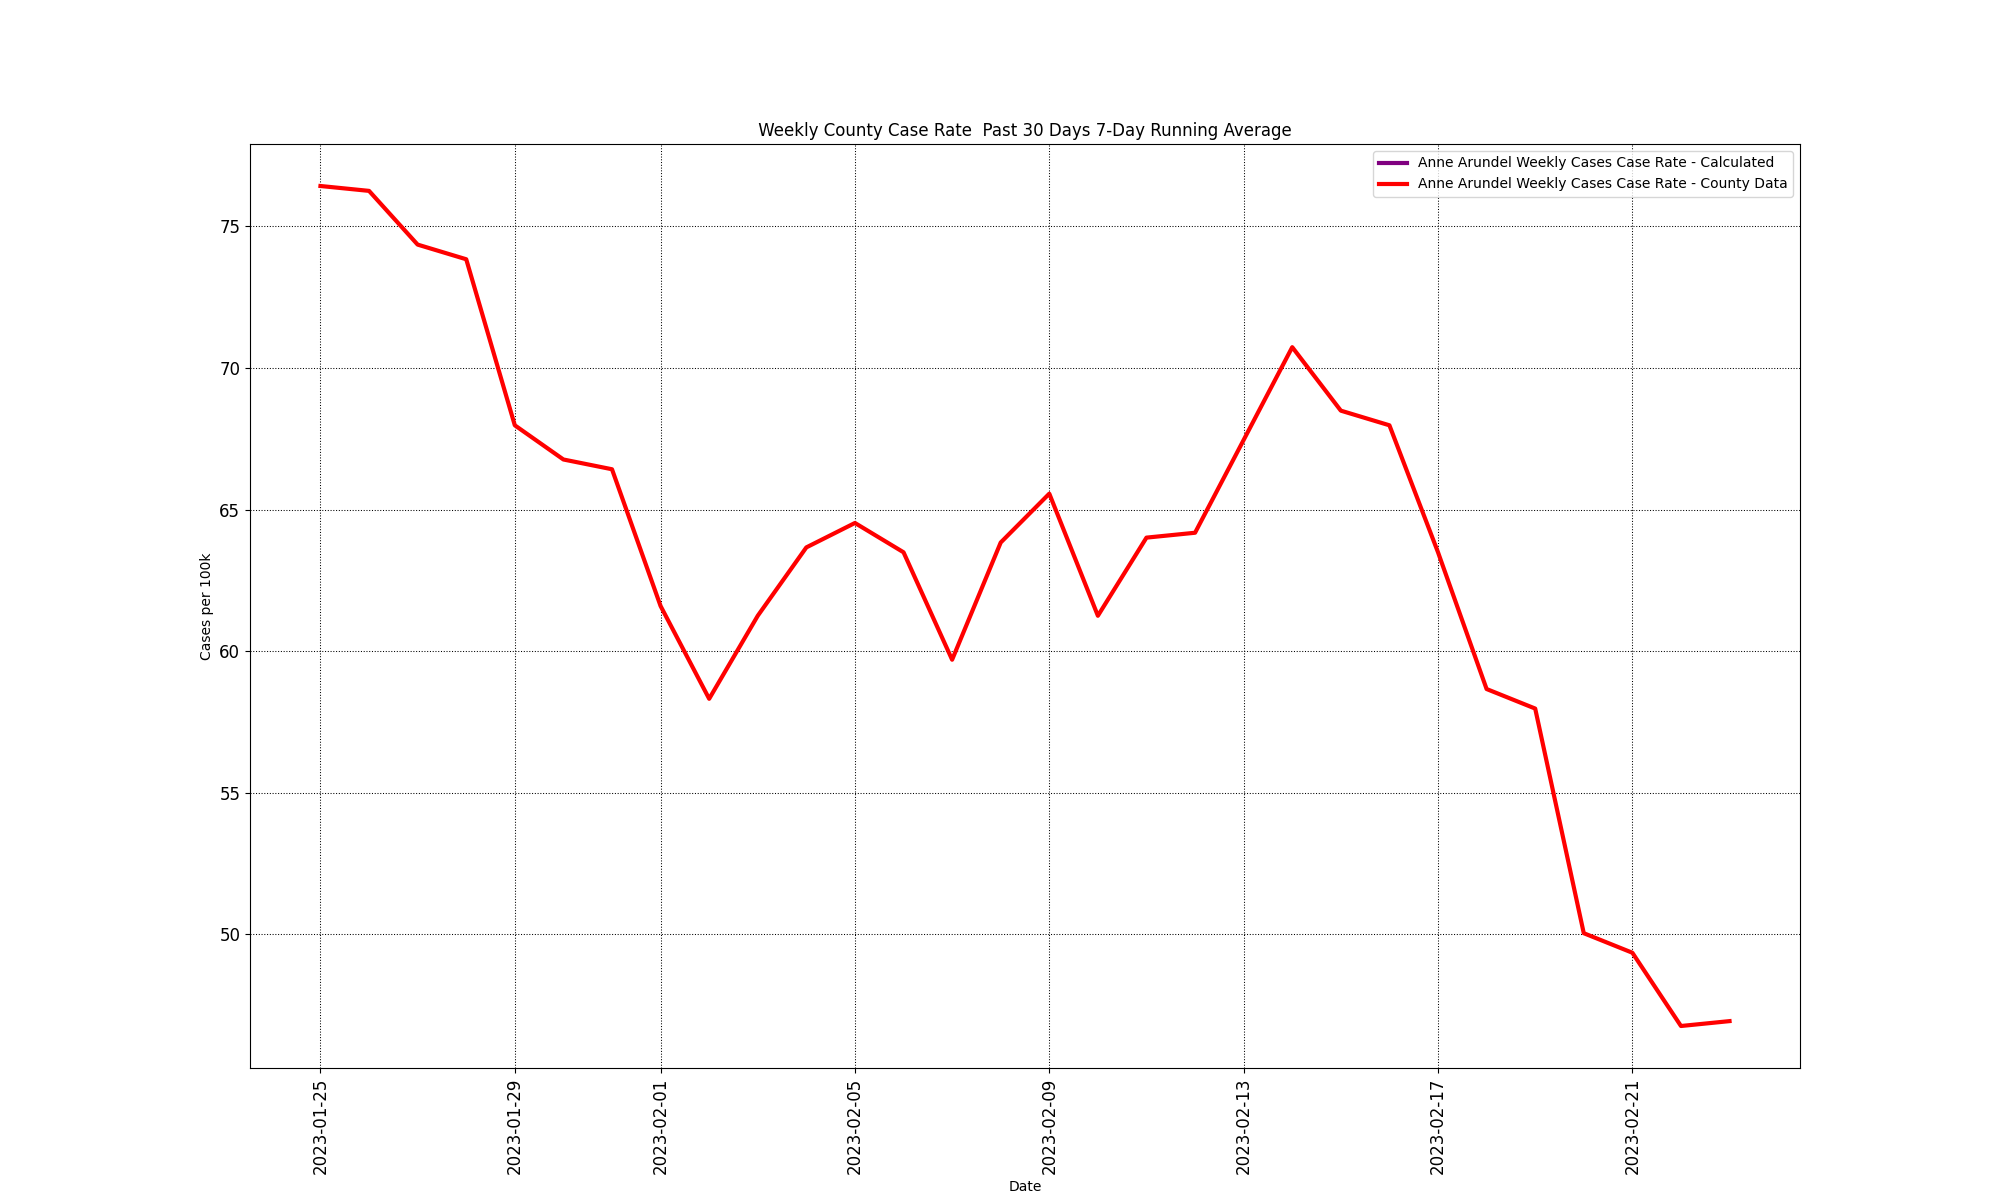 Weekly County Case Rate  Past 30 Days 7-Day Running Average
Anne Arundel Weekly Cases Case Rate - Calculated
Anne Arundel Weekly Cases Case Rate - County Data
Cases per 100k
75
70
65
60
55
50
2023-01-25
2023-01-29
2023-02-01
2023-02-05
2023-02-09
2023-02-13
2023-02-17
2023-02-21
Date